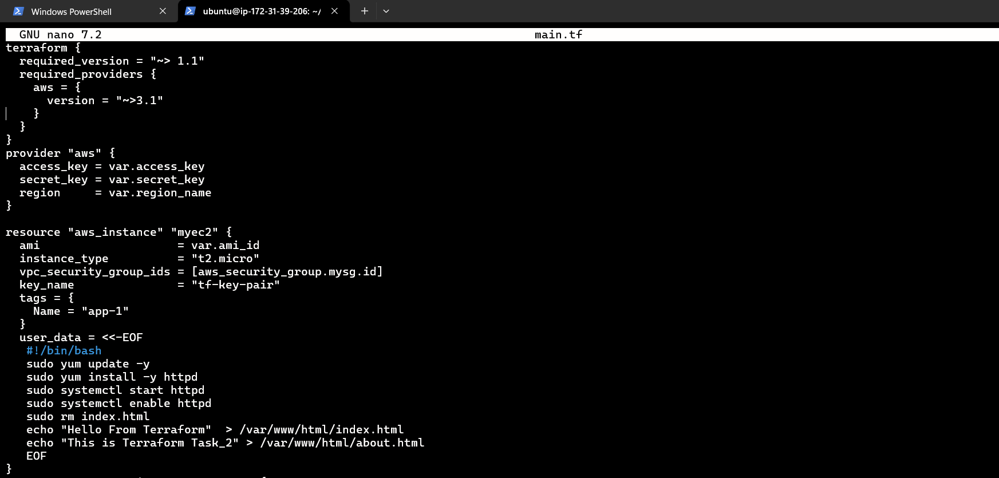 Windows PowerShell
ubuntu@ip-172-31-39-206: ~/
GNU nano 7.2 main.tf
terraform {
  required_version = "~> 1.1"
  required_providers {
    aws = {
      version = "~>3.1"
    }
  }
}
provider "aws" {
  access_key = var.access_key
  secret_key = var.secret_key
  region     = var.region_name
}

resource "aws_instance" "myec2" {
  ami                    = var.ami_id
  instance_type          = "t2.micro"
  vpc_security_group_ids = [aws_security_group.mysg.id]
  key_name               = "tf-key-pair"
  tags = {
    Name = "app-1"
  }
  user_data = <<-EOF
   #!/bin/bash
   sudo yum update -y
   sudo yum install -y httpd
   sudo systemctl start httpd
   sudo systemctl enable httpd
   sudo rm index.html
   echo "Hello From Terraform"  > /var/www/html/index.html
   echo "This is Terraform Task_2" > /var/www/html/about.html
   EOF
}